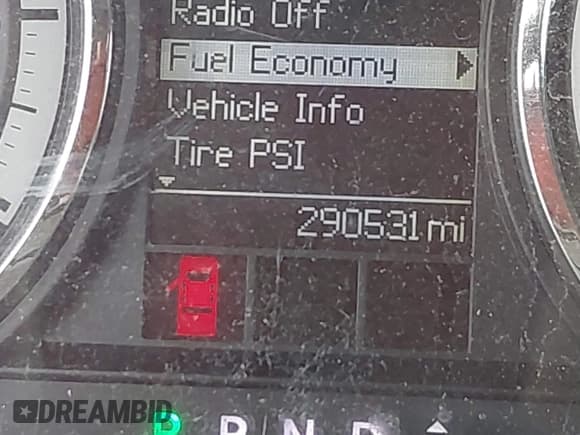 Radio Off
Fuel Economy
Vehicle Info
Tire PSI
290531 mi
P R N D
DREAMBID